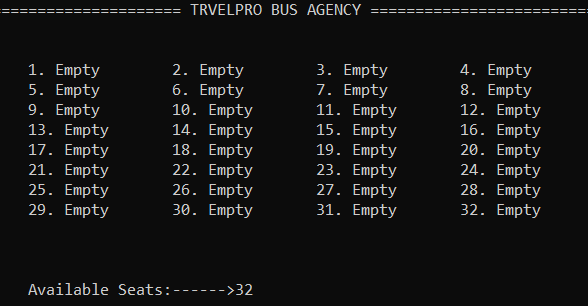 ==================== TRVELPRO BUS AGENCY ========================
1. Empty 2. Empty 3. Empty 4. Empty
5. Empty 6. Empty 7. Empty 8. Empty
9. Empty 10. Empty 11. Empty 12. Empty
13. Empty 14. Empty 15. Empty 16. Empty
17. Empty 18. Empty 19. Empty 20. Empty
21. Empty 22. Empty 23. Empty 24. Empty
25. Empty 26. Empty 27. Empty 28. Empty
29. Empty 30. Empty 31. Empty 32. Empty
Available Seats:------>32